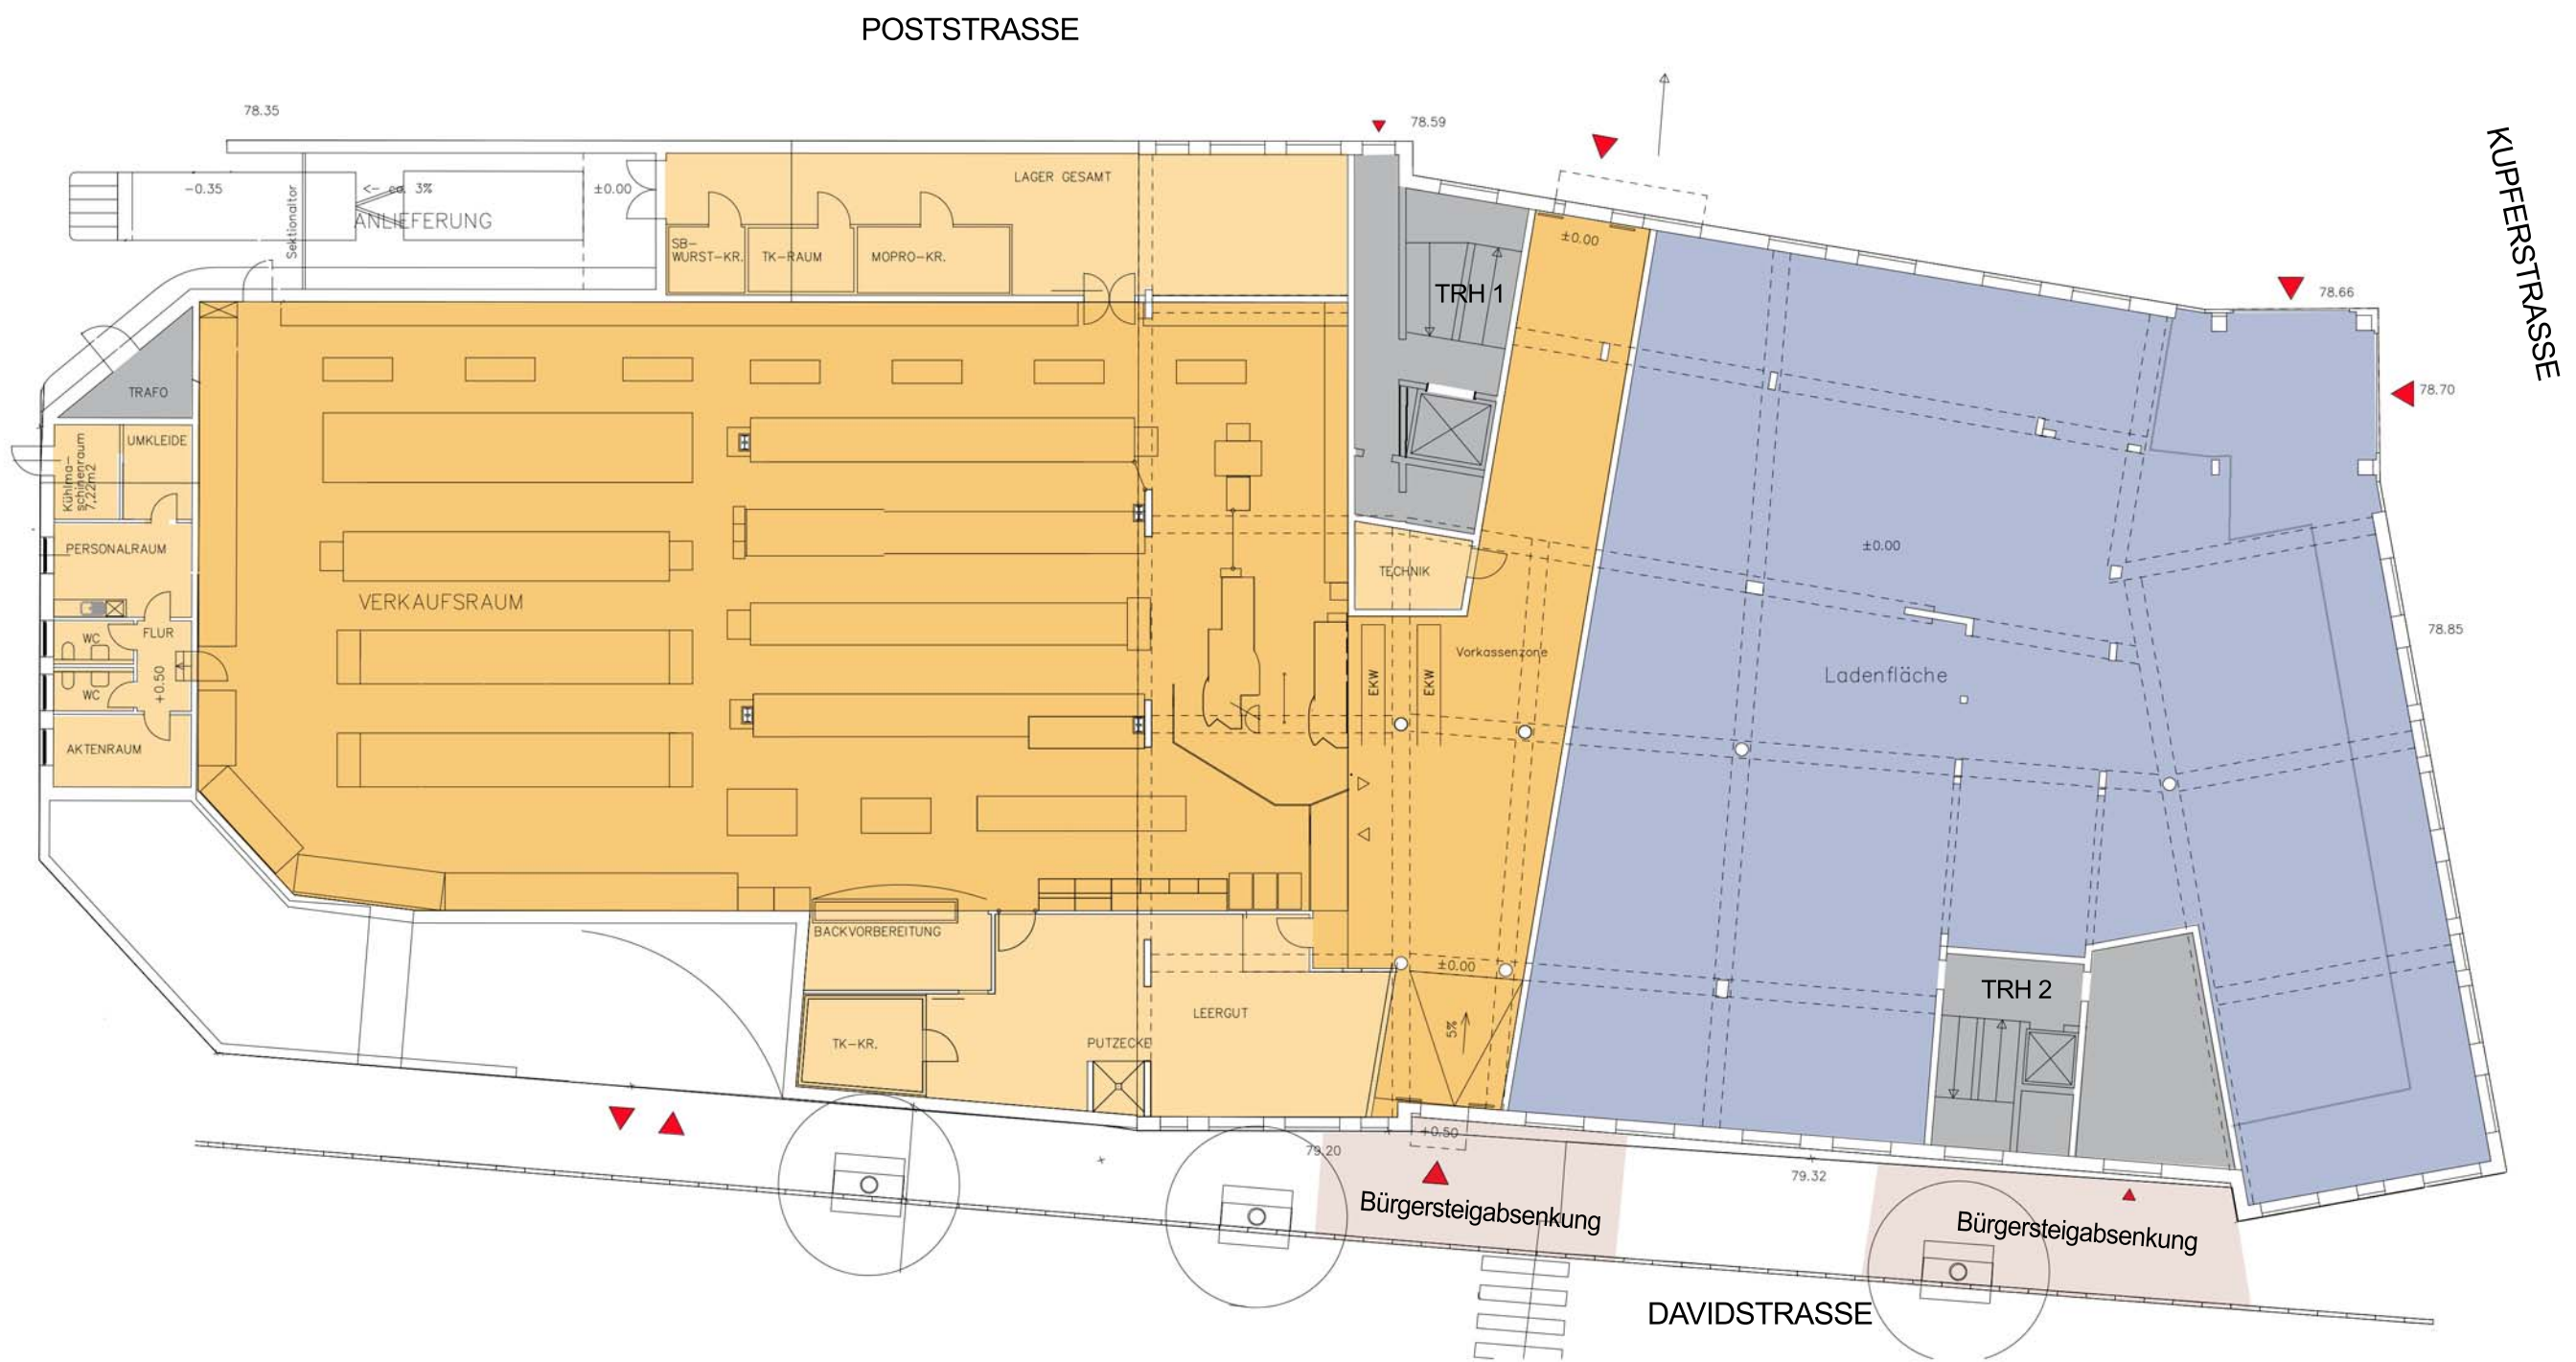 POSTSTRASSE
78.35
78.59
KUPFERSTRASSE
LAGER GESAMT
-0.35
<- ca. 3%
±0.00
Sektionaltor
ANLIEFERUNG
SB-
WURST-KR.
TK-RAUM
MOPRO-KR.
±0.00
TRH 1
78.66
78.70
TRAFO
UMKLEIDE
Kühlma-
schinenraum
7,22m2
PERSONALRAUM
±0.00
TECHNIK
VERKAUFSRAUM
WC
FLUR
78.85
Vorkassenzone
EKW
EKW
Ladenfläche
WC
+0.50
AKTENRAUM
BACKVORBEREITUNG
±0.00
TRH 2
LEERGUT
5%
TK-KR.
PUTZECKE
+0.50
79.20
79.32
Bürgersteigabsenkung
Bürgersteigabsenkung
DAVIDSTRASSE